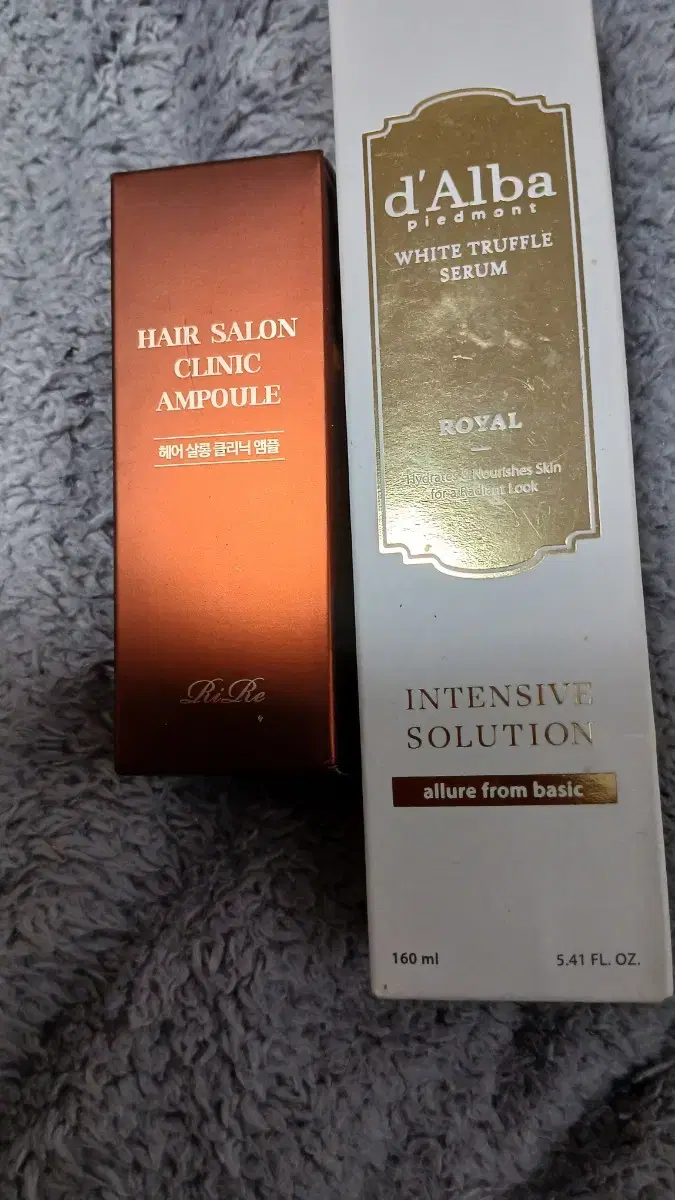 HAIR SALON
CLINIC
AMPOULE
헤어 살롱 클리닉 앰플
RiRe
d'Alba
piedmont
WHITE TRUFFLE
SERUM
ROYAL
Hydrates & Nourishes Skin
for a Radiant Look
INTENSIVE
SOLUTION
allure from basic
160 ml
5.41 FL. OZ.